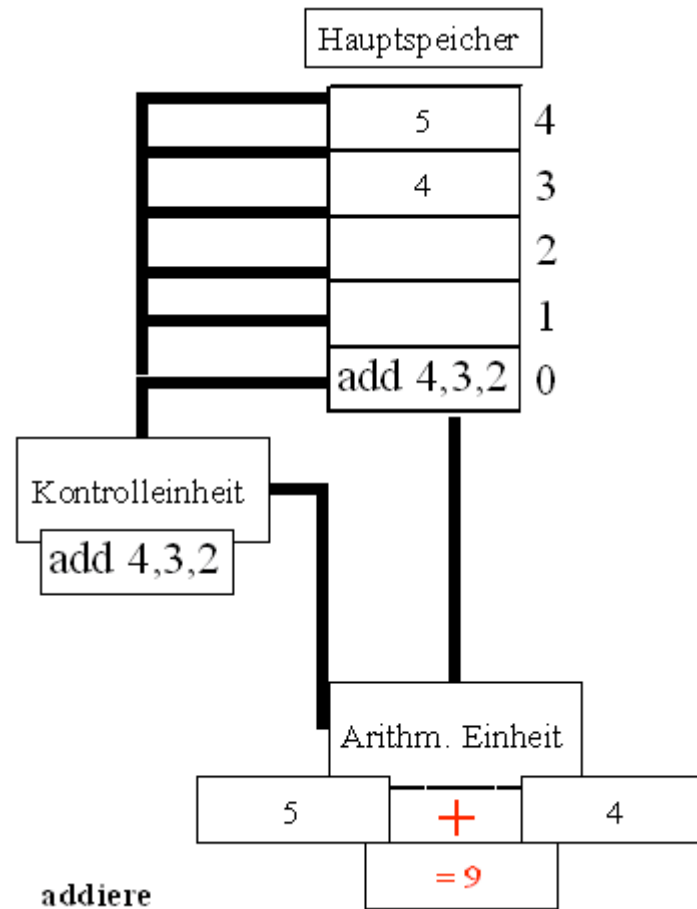 Hauptspeicher
5 4
4 3
2
1
add 4,3,2 0
Kontrolleinheit
add 4,3,2
Arithm. Einheit
5 + 4
= 9
addiere